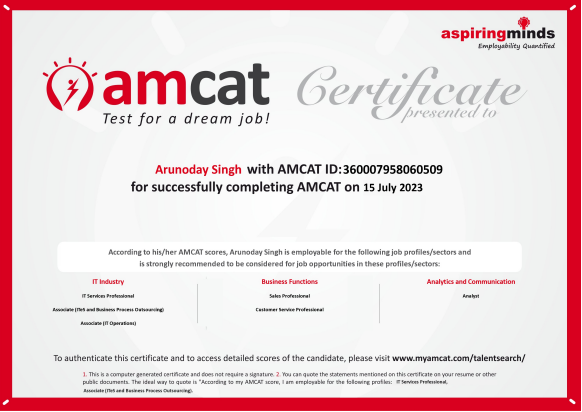 aspiringminds
Employability Quantified
amcat
Test for a dream job!
Certificate
presented to
Arunoday Singh with AMCAT ID:360007958060509
for successfully completing AMCAT on 15 July 2023
According to his/her AMCAT scores, Arunoday Singh is employable for the following job profiles/sectors and
is strongly recommended to be considered for job opportunities in these profiles/sectors:
IT Industry
IT Services Professional
Associate (ITeS and Business Process Outsourcing)
Associate (IT Operations)
Business Functions
Sales Professional
Customer Service Professional
Analytics and Communication
Analyst
To authenticate this certificate and to access detailed scores of the candidate, please visit www.myamcat.com/talentsearch/
1. This is a computer generated certificate and does not require a signature. 2. You can quote the statements mentioned on this certificate on your resume or other
public documents. The ideal way to quote is "According to my AMCAT score, I am employable for the following profiles: IT Services Professional,
Associate (ITeS and Business Process Outsourcing).